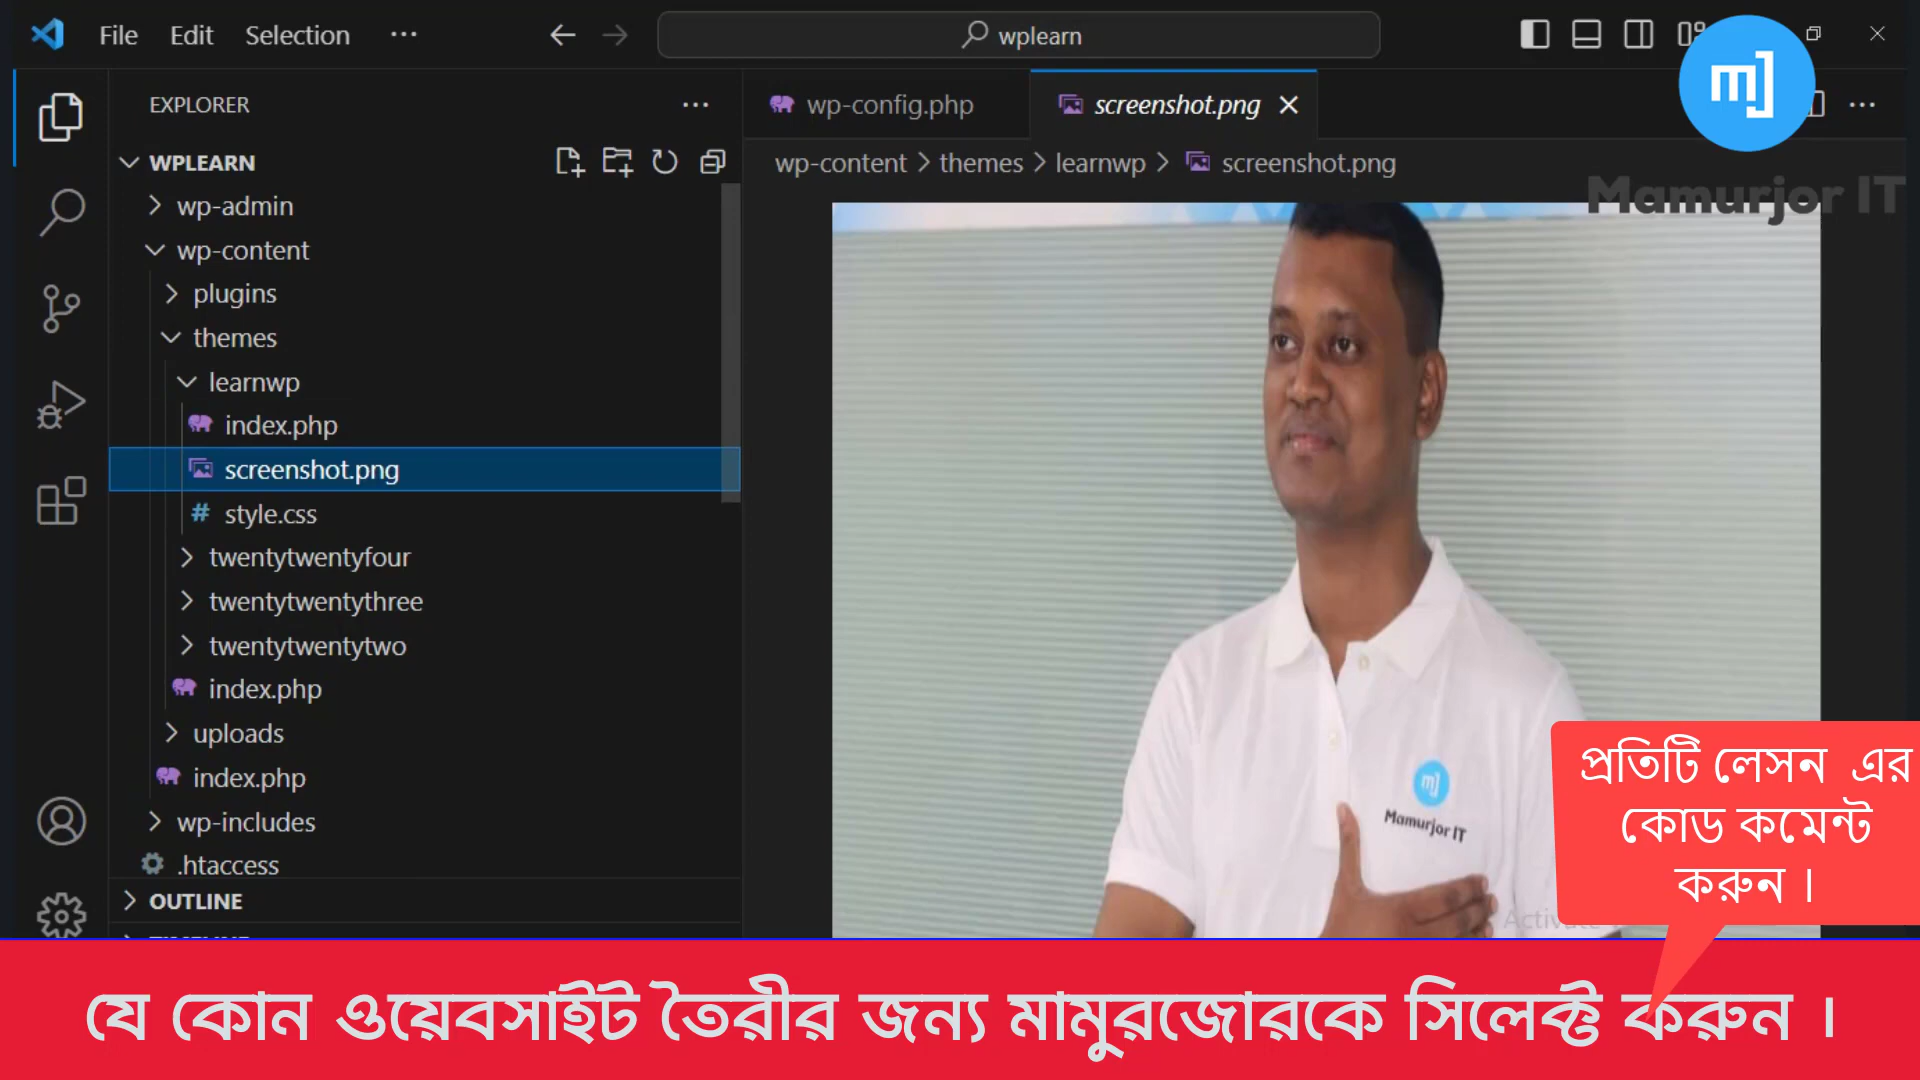 File Edit Selection ··· wplearn
EXPLORER ···
wp-config.php screenshot.png
WPLEARN
wp-content > themes > learnwp > screenshot.png
mJ
Mamurjor IT
wp-admin
wp-content
plugins
themes
learnwp
index.php
screenshot.png
style.css
twentytwentyfour
twentytwentythree
twentytwentytwo
index.php
uploads
index.php
wp-includes
.htaccess
OUTLINE
mJ
Mamurjor IT
প্রতিটি লেসন এর
কোড কমেন্ট
করুন ।
যে কোন ওয়েবসাইট তৈরীর জন্য মামুরজোরকে সিলেক্ট করুন ।